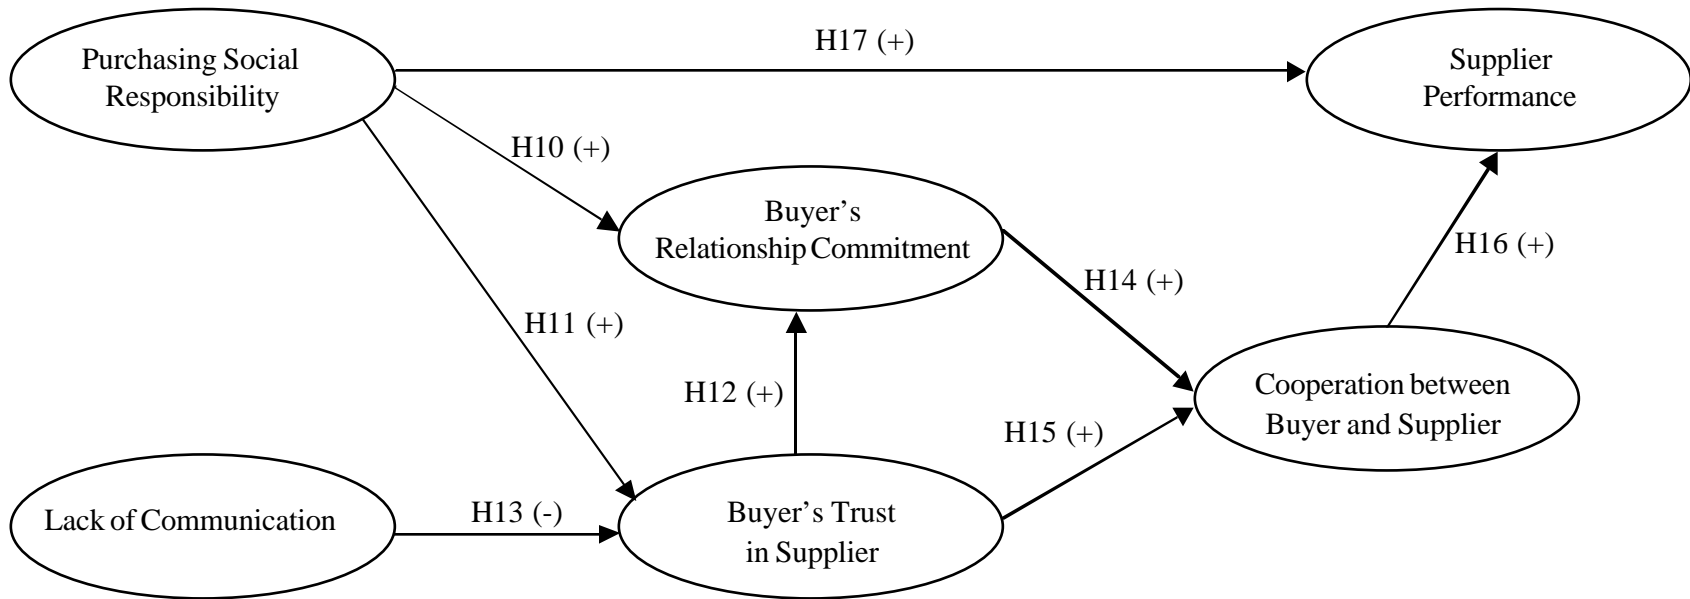 Purchasing Social
Responsibility
H17 (+)
Supplier
Performance
H10 (+)
Buyer’s
Relationship Commitment
H16 (+)
H14 (+)
H11 (+)
H12 (+)
Cooperation between
Buyer and Supplier
H15 (+)
Lack of Communication
H13 (-)
Buyer’s Trust
in Supplier